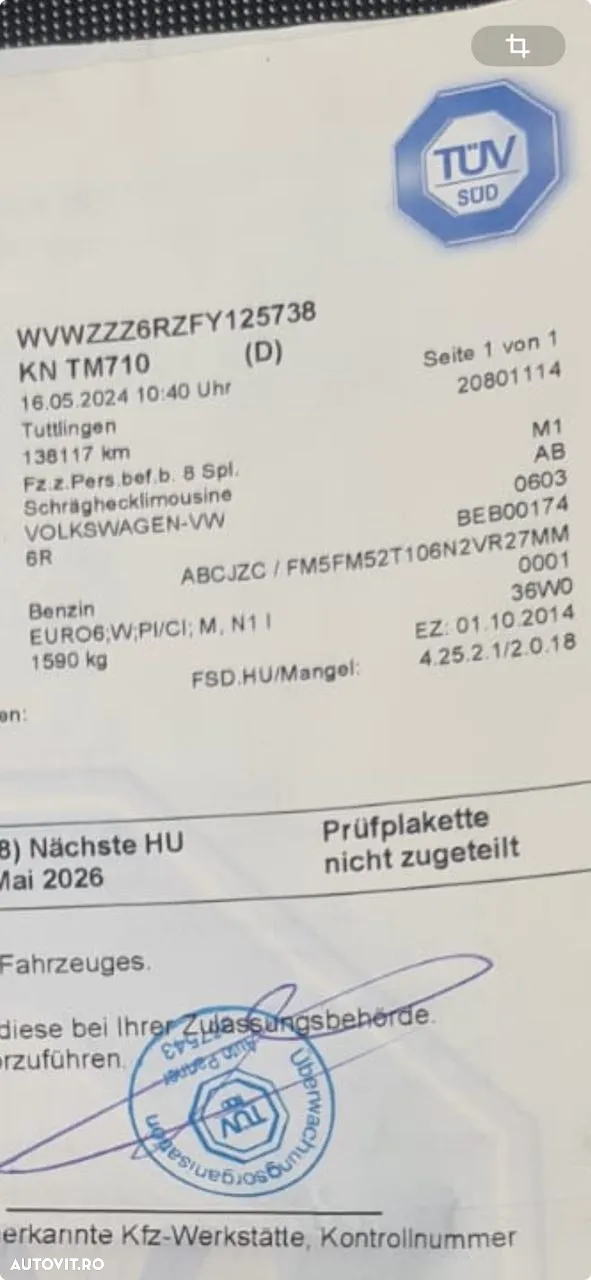 TÜV
SÜD
WVWZZZ6RZFY125738
KN TM710 (D) Seite 1 von 1
16.05.2024 10:40 Uhr 20801114
Tuttlingen
138117 km M1
Fz.z.Pers.bef.b. 8 Spl. AB
Schräghecklimousine 0603
VOLKSWAGEN-VW BEB00174
6R ABCJZC / FM5FM52T106N2VR27MM
0001
Benzin 36W0
EURO6;W;PI/CI; M, N1 I EZ: 01.10.2014
1590 kg FSD.HU/Mangel: 4.25.2.1/2.0.18
en:
8) Nächste HU Prüfplakette
Mai 2026 nicht zugeteilt
Fahrzeuges.
diese bei Ihrer Zulassungsbehörde.
orzuführen.
Überwachungsorganisation
TÜV
erkannte Kfz-Werkstätte, Kontrollnummer
AUTOVIT.RO